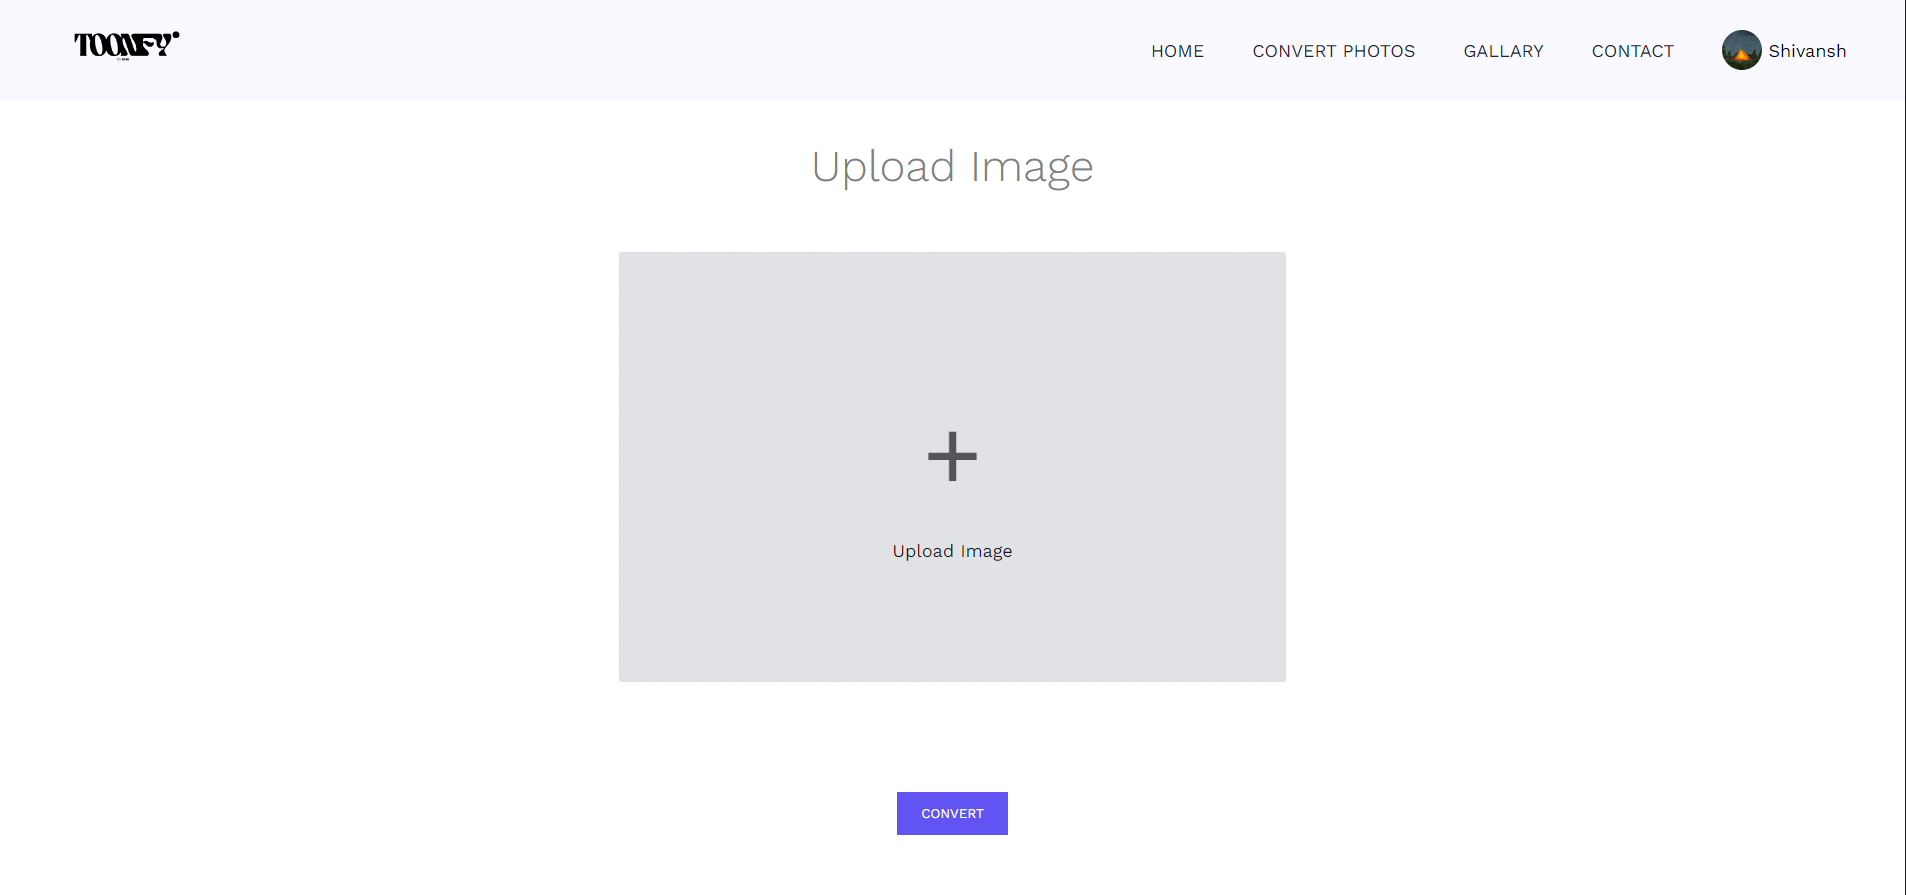 TOONFY
HOME CONVERT PHOTOS GALLARY CONTACT Shivansh
Upload Image
Upload Image
CONVERT